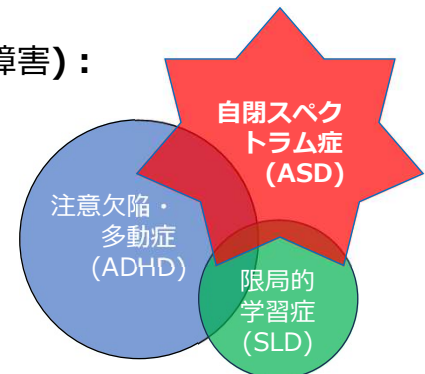 障害)：
自閉スペク
トラム症
(ASD)
注意欠陥・
多動症
(ADHD)
限局的
学習症
(SLD)